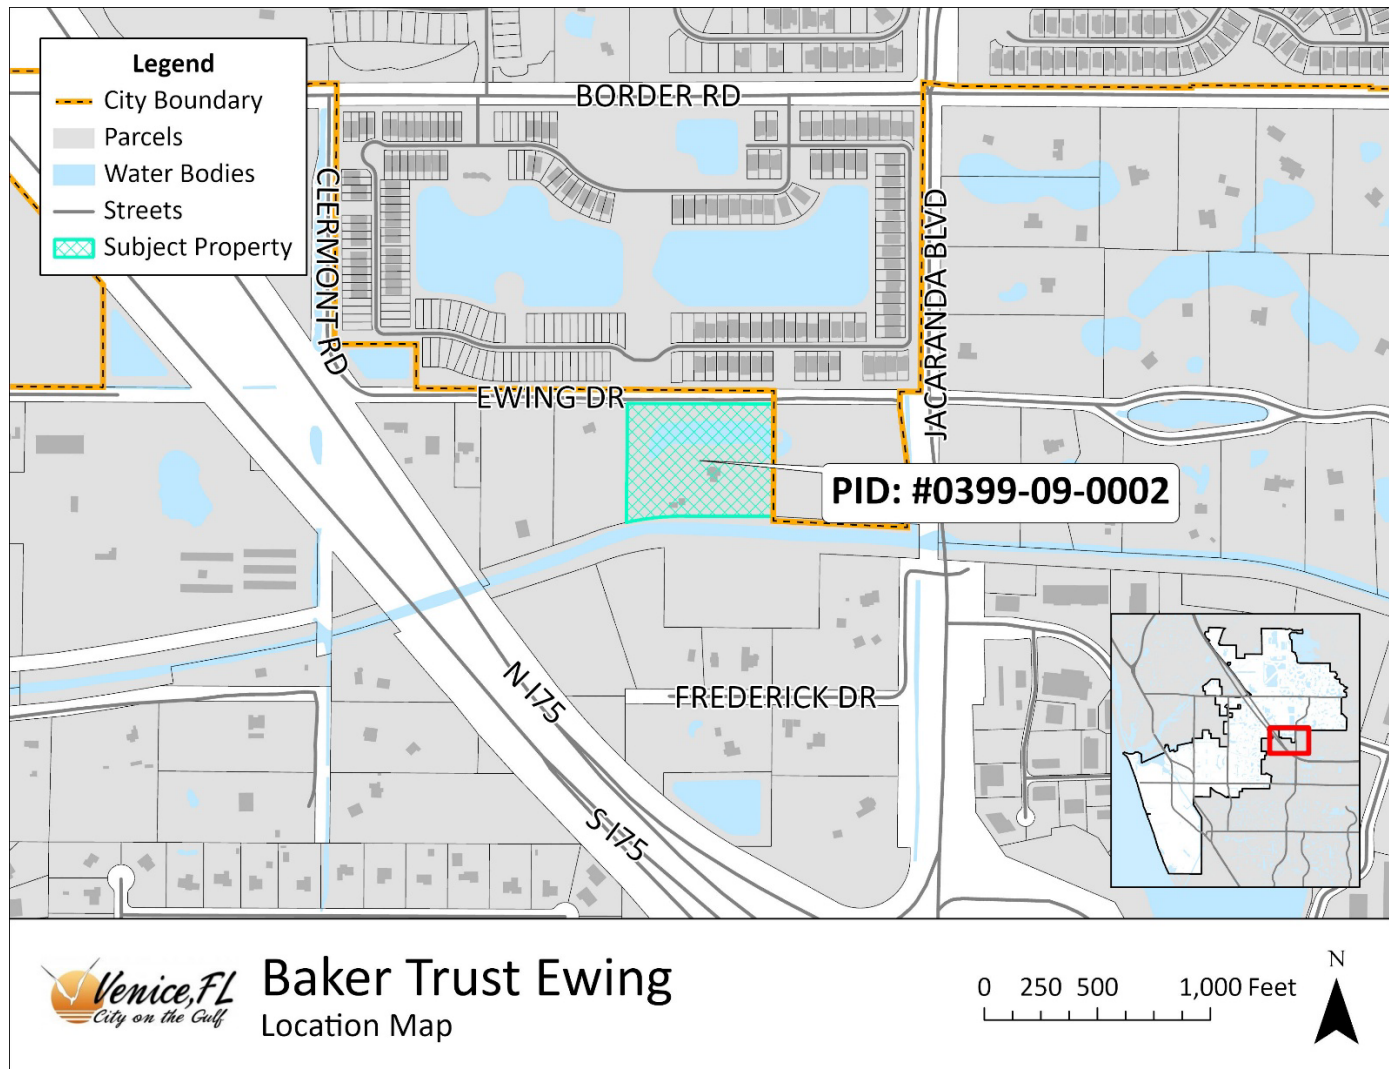 Legend
City Boundary
Parcels
Water Bodies
Streets
Subject Property
BORDER RD
CLERMONT RD
JACARANDA BLVD
EWING DR
PID: #0399-09-0002
FREDERICK DR
N I75
S I75
Venice, FL
City on the Gulf
Baker Trust Ewing
Location Map
0 250 500 1,000 Feet
N